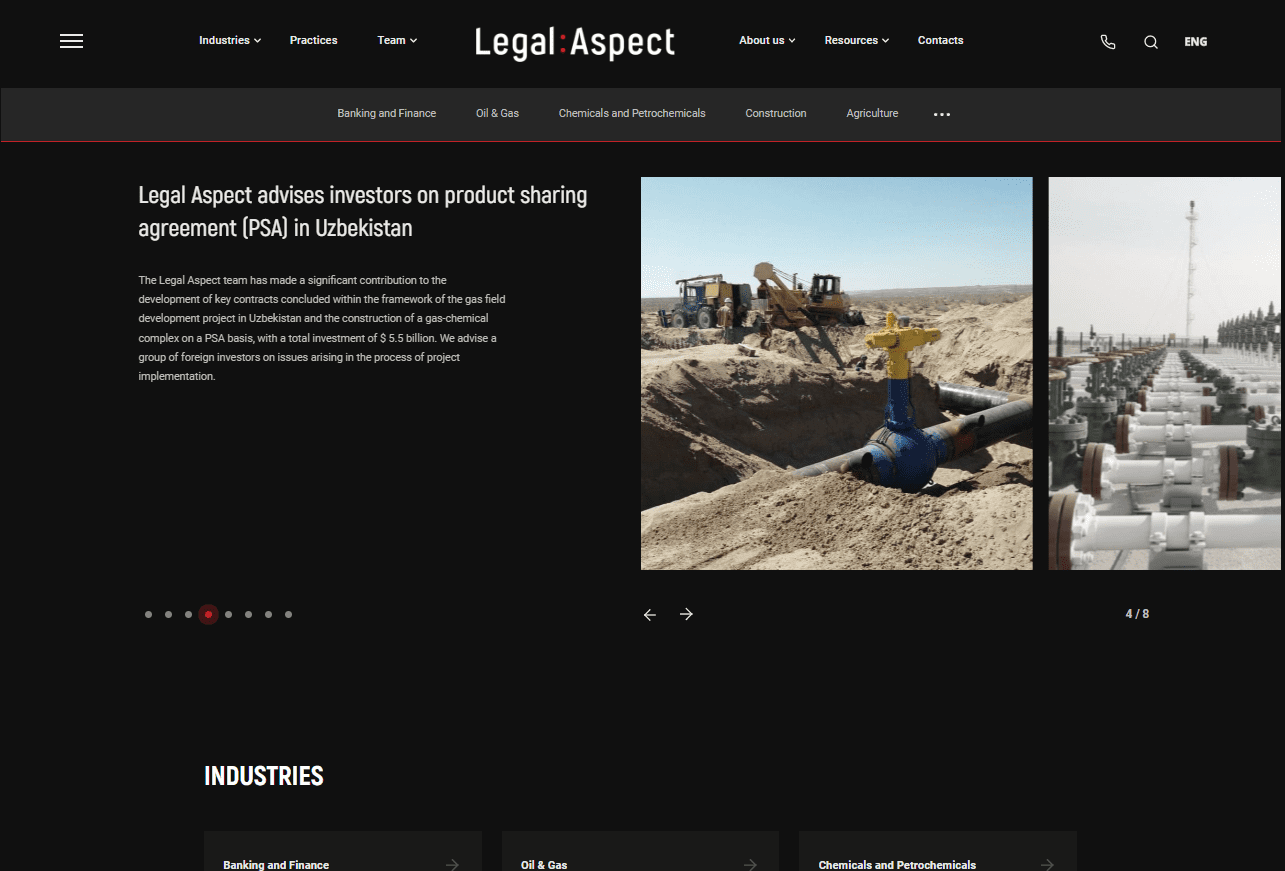 Industries
Practices
Team
Legal:Aspect
About us
Resources
Contacts
ENG
Banking and Finance
Oil & Gas
Chemicals and Petrochemicals
Construction
Agriculture
Legal Aspect advises investors on product sharing
agreement (PSA) in Uzbekistan
The Legal Aspect team has made a significant contribution to the
development of key contracts concluded within the framework of the gas field
development project in Uzbekistan and the construction of a gas-chemical
complex on a PSA basis, with a total investment of $ 5.5 billion. We advise a
group of foreign investors on issues arising in the process of project
implementation.
4 / 8
INDUSTRIES
Banking and Finance
Oil & Gas
Chemicals and Petrochemicals